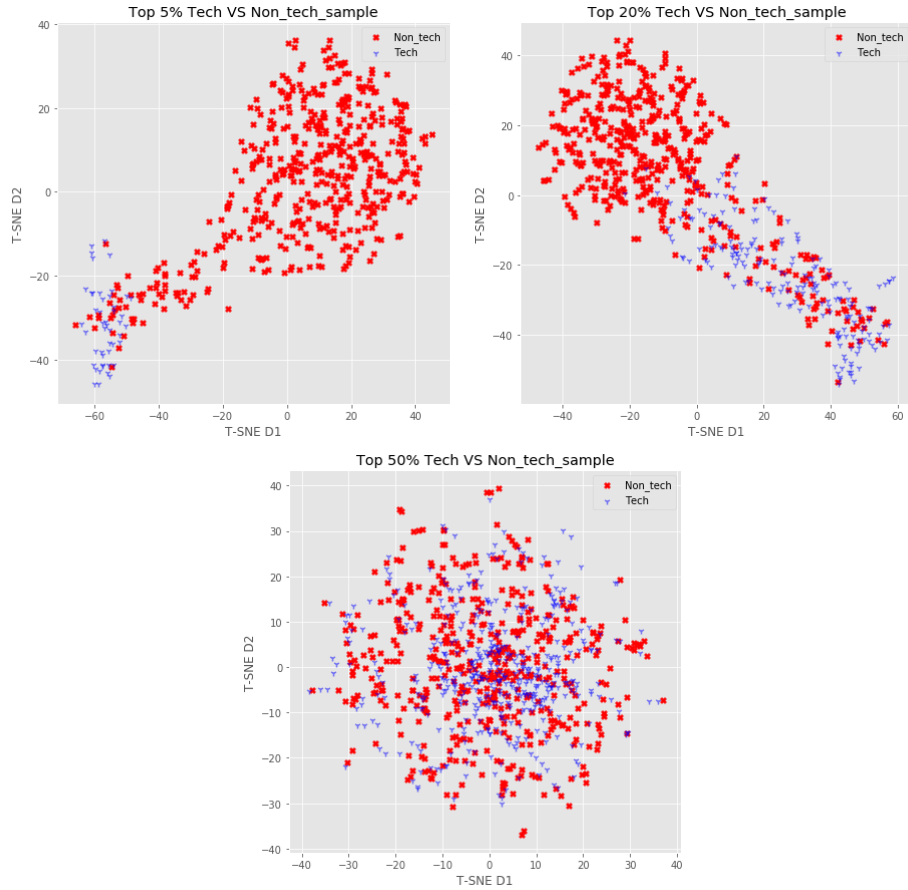 Top 5% Tech VS Non_tech_sample
Non_tech
Tech
40
20
0
−20
−40
T-SNE D2
−60
−40
−20
0
20
40
T-SNE D1
Top 20% Tech VS Non_tech_sample
Non_tech
Tech
40
20
0
−20
−40
T-SNE D2
−40
−20
0
20
40
60
T-SNE D1
Top 50% Tech VS Non_tech_sample
Non_tech
Tech
40
30
20
10
0
−10
−20
−30
−40
T-SNE D2
−40
−30
−20
−10
0
10
20
30
40
T-SNE D1